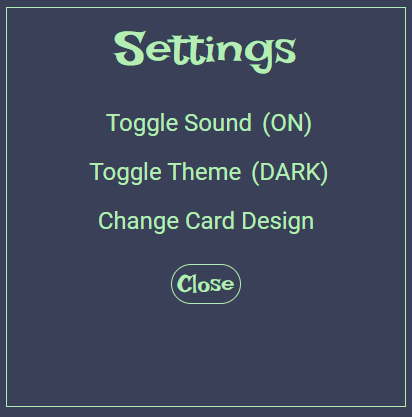 Settings
Toggle Sound (ON)
Toggle Theme (DARK)
Change Card Design
Close